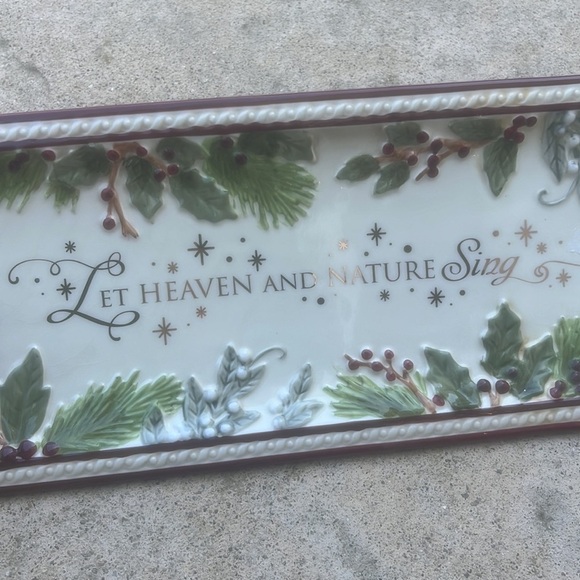 LET HEAVEN AND NATURE Sing